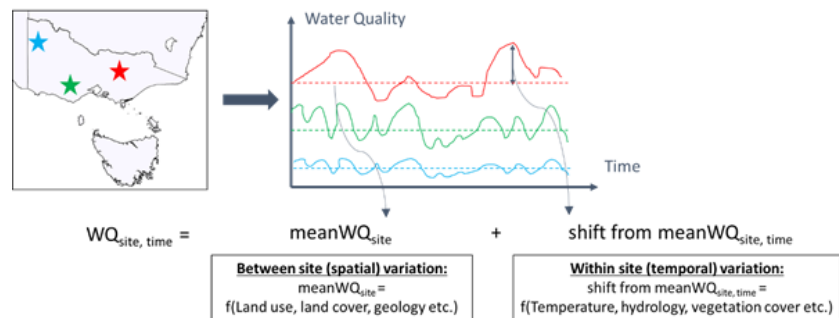 Water Quality
Time
WQsite, time = meanWQsite + shift from meanWQsite, time
Between site (spatial) variation:
meanWQsite =
f(Land use, land cover, geology etc.)
Within site (temporal) variation:
shift from meanWQsite,time =
f(Temperature, hydrology, vegetation cover etc.)